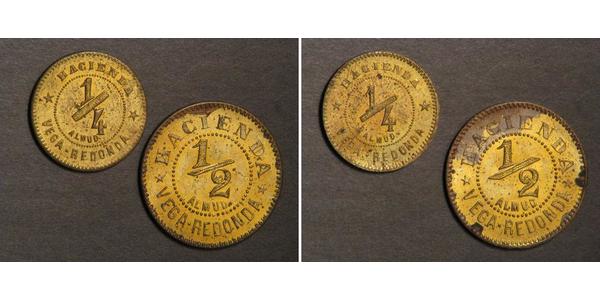 HACIENDA
1/4
ALMUD.
VEGA-REDONDA
HACIENDA
1/2
ALMUD.
VEGA-REDONDA
HACIENDA
1/4
ALMUD.
VEGA-REDONDA
HACIENDA
1/2
ALMUD.
VEGA-REDONDA